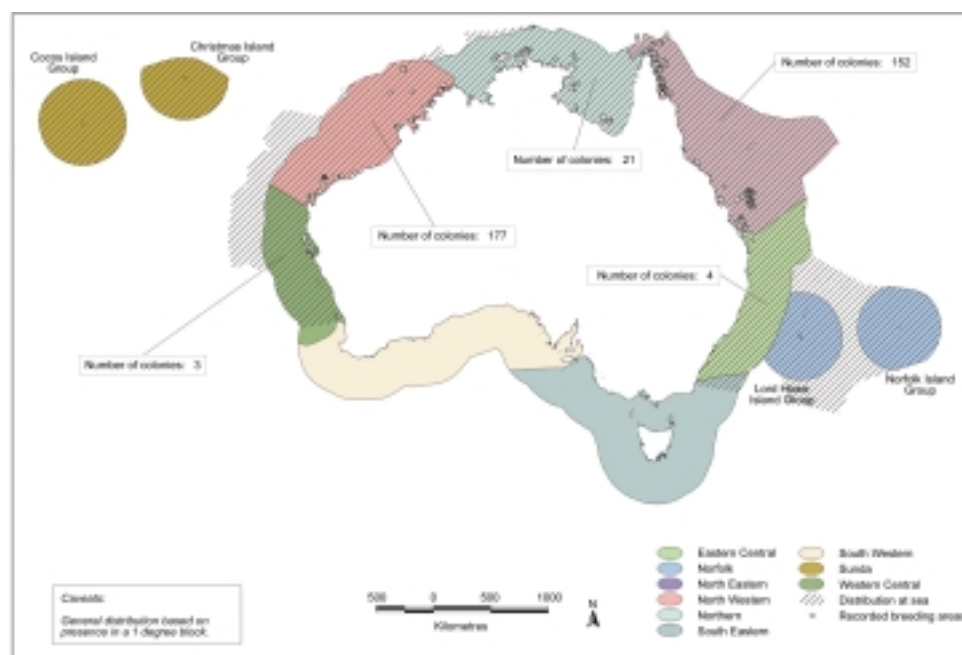 Cocos Island
Group
Christmas Island
Group
Number of colonies: 152
Number of colonies: 21
Number of colonies: 177
Number of colonies: 4
Number of colonies: 3
Lord Howe
Island Group
Norfolk Island
Group
Eastern Central
Norfolk
North Eastern
North Western
Northern
South Eastern
South Western
Sunda
Western Central
Distribution at sea
Recorded breeding areas
Caveats:
General distribution based on
presence in a 1 degree block.
500 0 500 1000
Kilometres
N